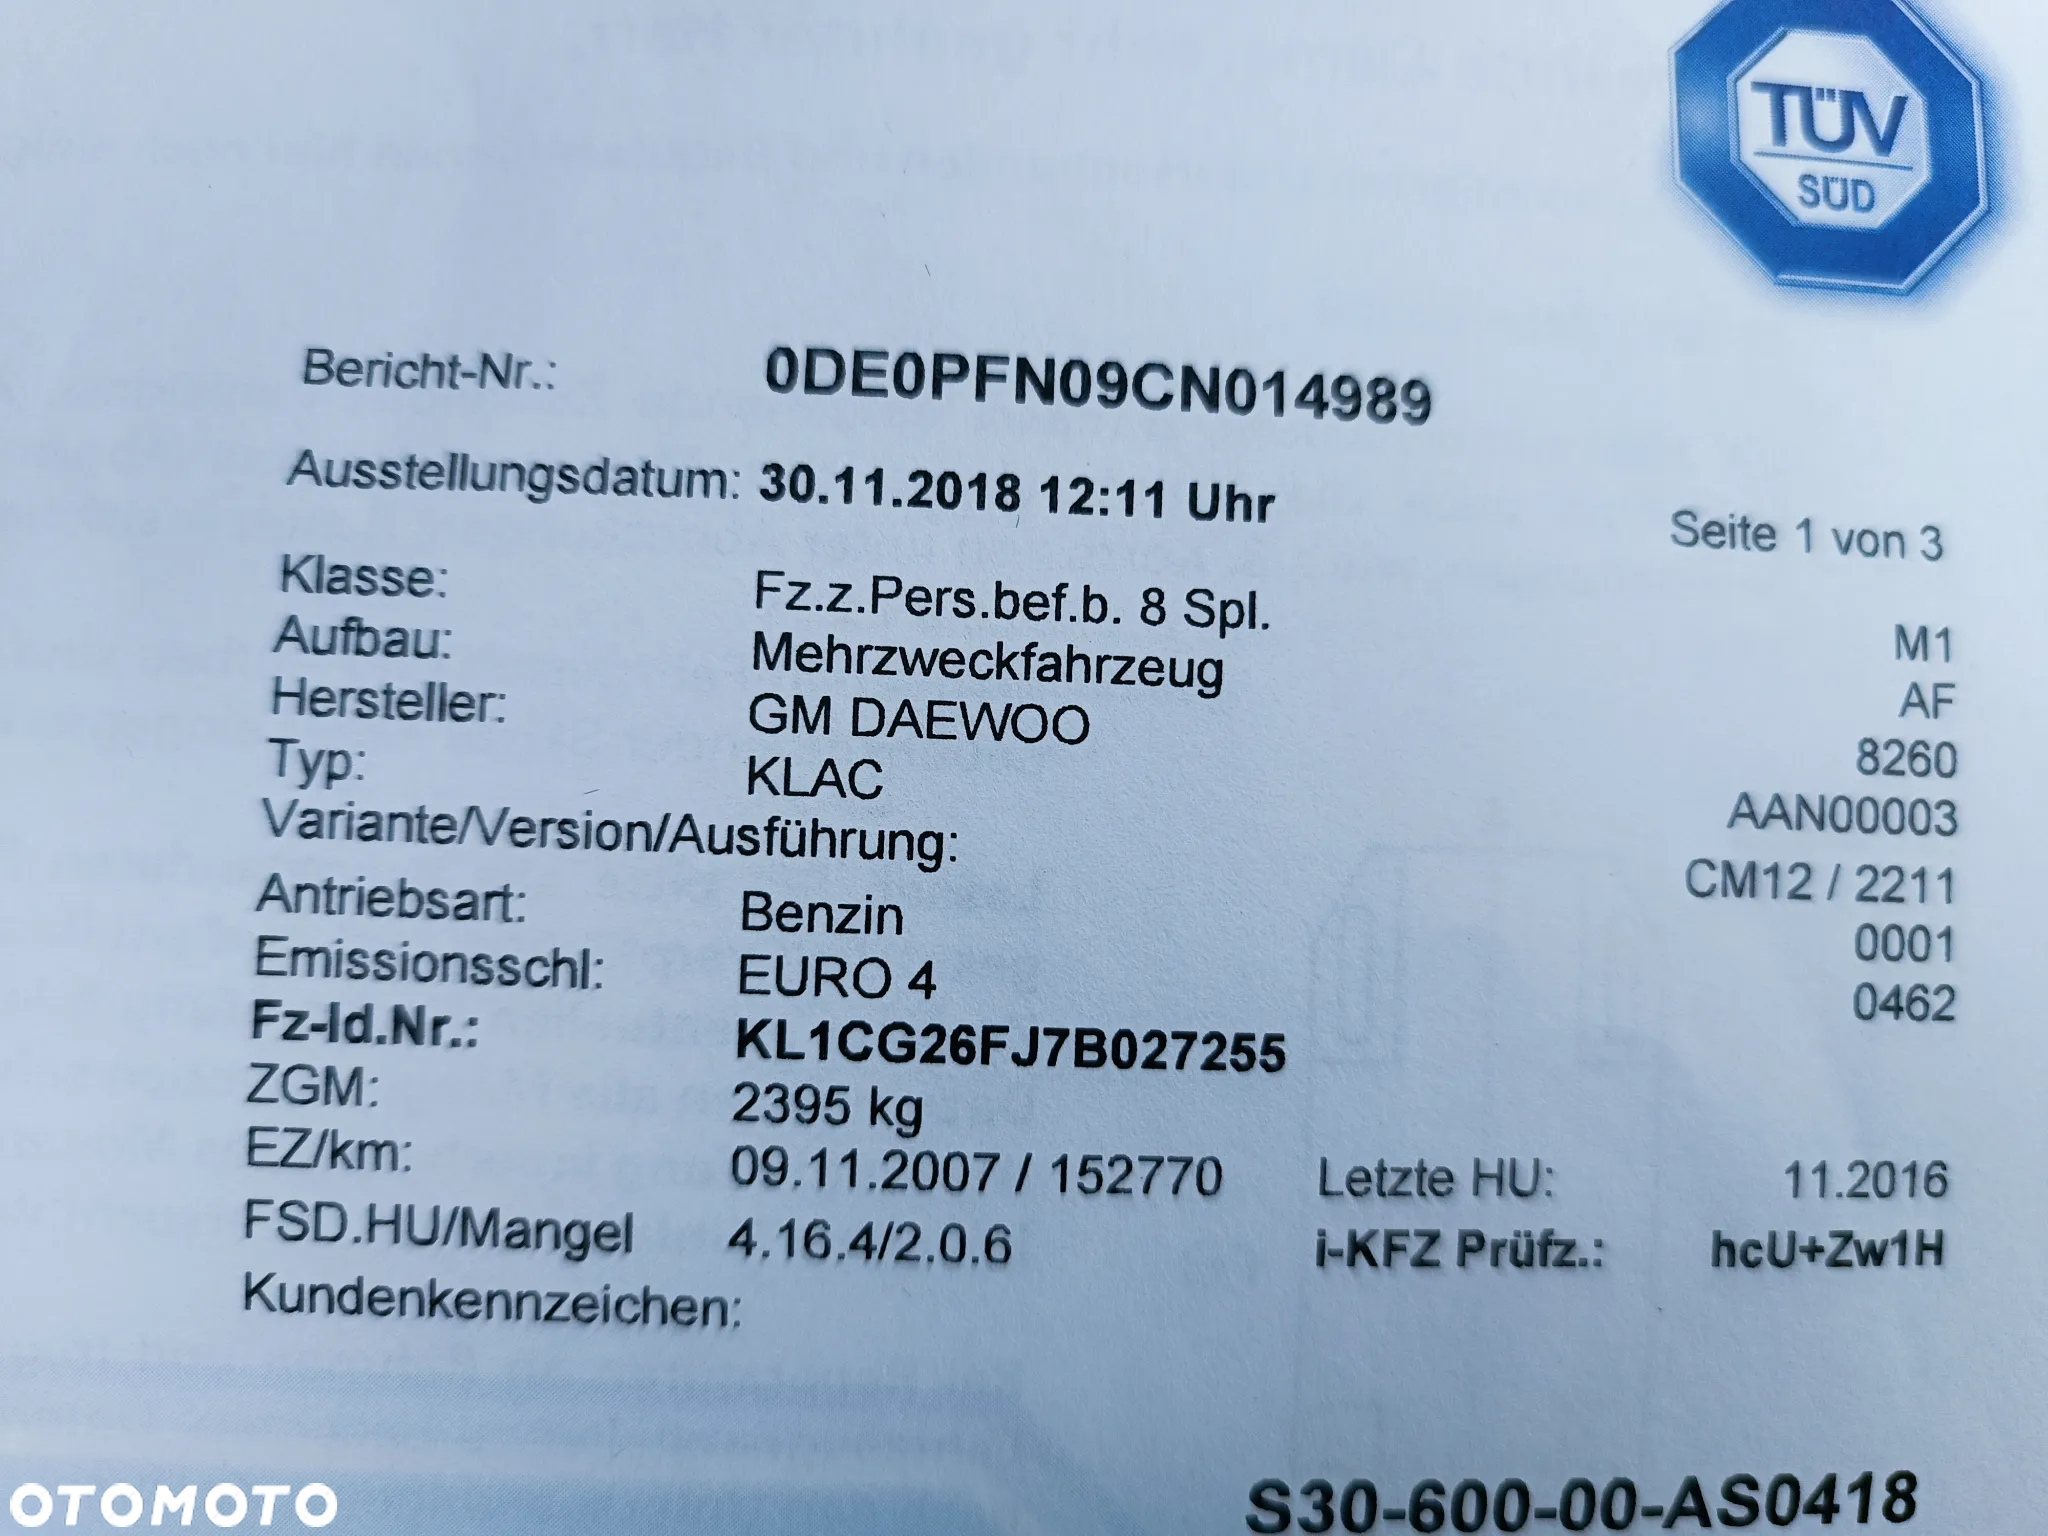 TÜV
SÜD
Bericht-Nr.: 0DE0PFN09CN014989
Ausstellungsdatum: 30.11.2018 12:11 Uhr
Seite 1 von 3
Klasse: Fz.z.Pers.bef.b. 8 Spl. M1
Aufbau: Mehrzweckfahrzeug AF
Hersteller: GM DAEWOO 8260
Typ: KLAC AAN00003
Variante/Version/Ausführung: CM12 / 2211
Antriebsart: Benzin 0001
Emissionsschl: EURO 4 0462
Fz-Id.Nr.: KL1CG26FJ7B027255
ZGM: 2395 kg
EZ/km: 09.11.2007 / 152770 Letzte HU: 11.2016
FSD.HU/Mangel 4.16.4/2.0.6 i-KFZ Prüfz.: hcU+Zw1H
Kundenkennzeichen:
S30-600-00-AS0418
OTOMOTO